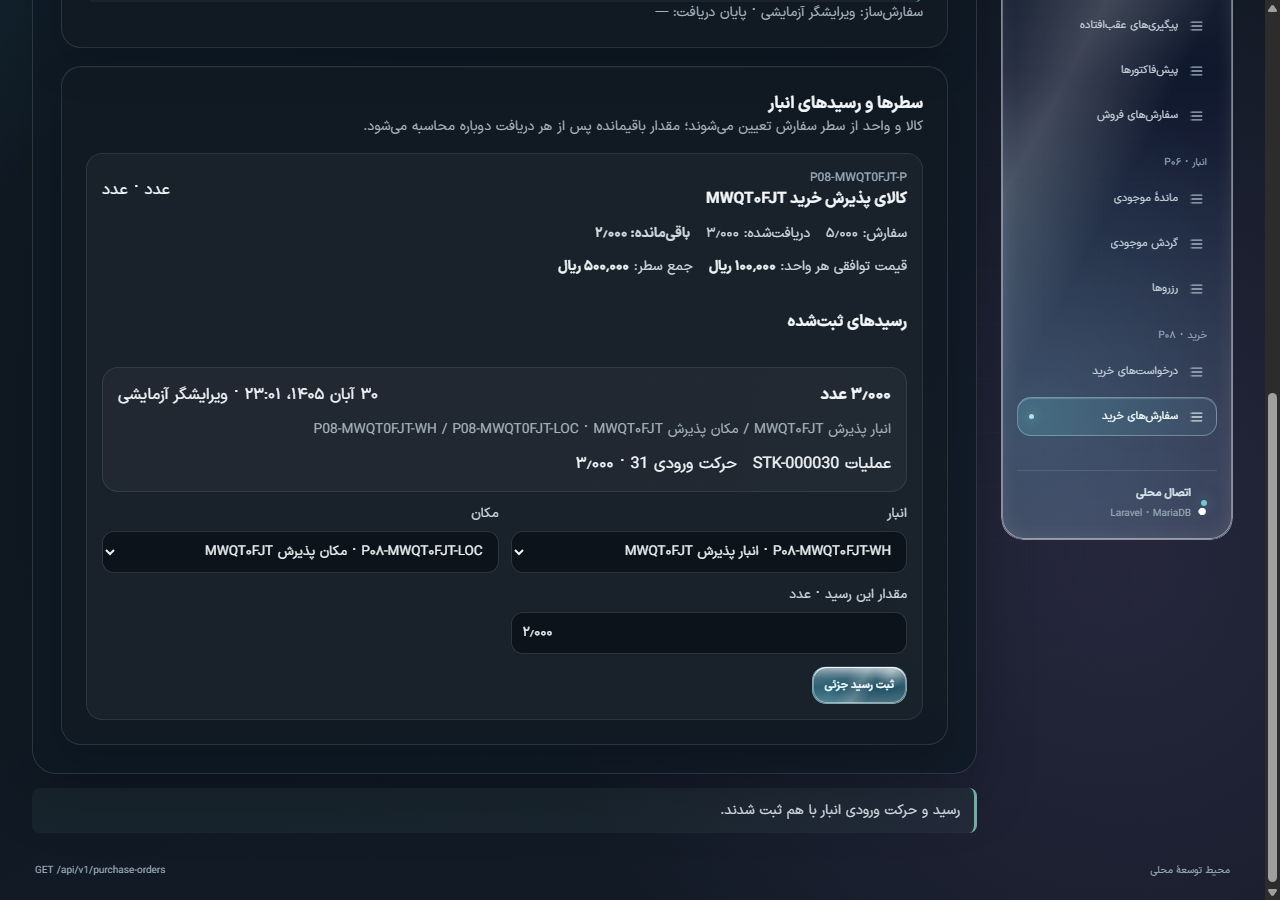 پیگیری‌های عقب‌افتاده
پیش‌فاکتورها
سفارش‌های فروش
انبار · P۰۶
ماندهٔ موجودی
گردش موجودی
رزروها
خرید · P۰۸
درخواست‌های خرید
سفارش‌های خرید
اتصال محلی
Laravel · MariaDB
سفارش‌ساز: ویرایشگر آزمایشی · پایان دریافت: —
سطرها و رسیدهای انبار
کالا و واحد از سطر سفارش تعیین می‌شوند؛ مقدار باقیمانده پس از هر دریافت دوباره محاسبه می‌شود.
P08-MWQT0FJT-P
کالای پذیرش خرید MWQT۰FJT
عدد · عدد
سفارش: ۵٫۰۰۰ دریافت‌شده: ۳٫۰۰۰ باقی‌مانده: ۲٫۰۰۰
قیمت توافقی هر واحد: ۱۰۰٬۰۰۰ ریال جمع سطر: ۵۰۰٬۰۰۰ ریال
رسیدهای ثبت‌شده
۳٫۰۰۰ عدد
۳۰ آبان ۱۴۰۵، ۲۳:۰۱ · ویرایشگر آزمایشی
انبار پذیرش MWQT۰FJT / مکان پذیرش MWQT۰FJT · P08-MWQT0FJT-WH / P08-MWQT0FJT-LOC
عملیات STK-000030 حرکت ورودی 31 · ۳٫۰۰۰
انبار
مکان
P۰۸-MWQT۰FJT-WH · انبار پذیرش MWQT۰FJT
P۰۸-MWQT۰FJT-LOC · مکان پذیرش MWQT۰FJT
مقدار این رسید · عدد
۲٫۰۰۰
ثبت رسید جزئی
رسید و حرکت ورودی انبار با هم ثبت شدند.
محیط توسعهٔ محلی
GET /api/v1/purchase-orders